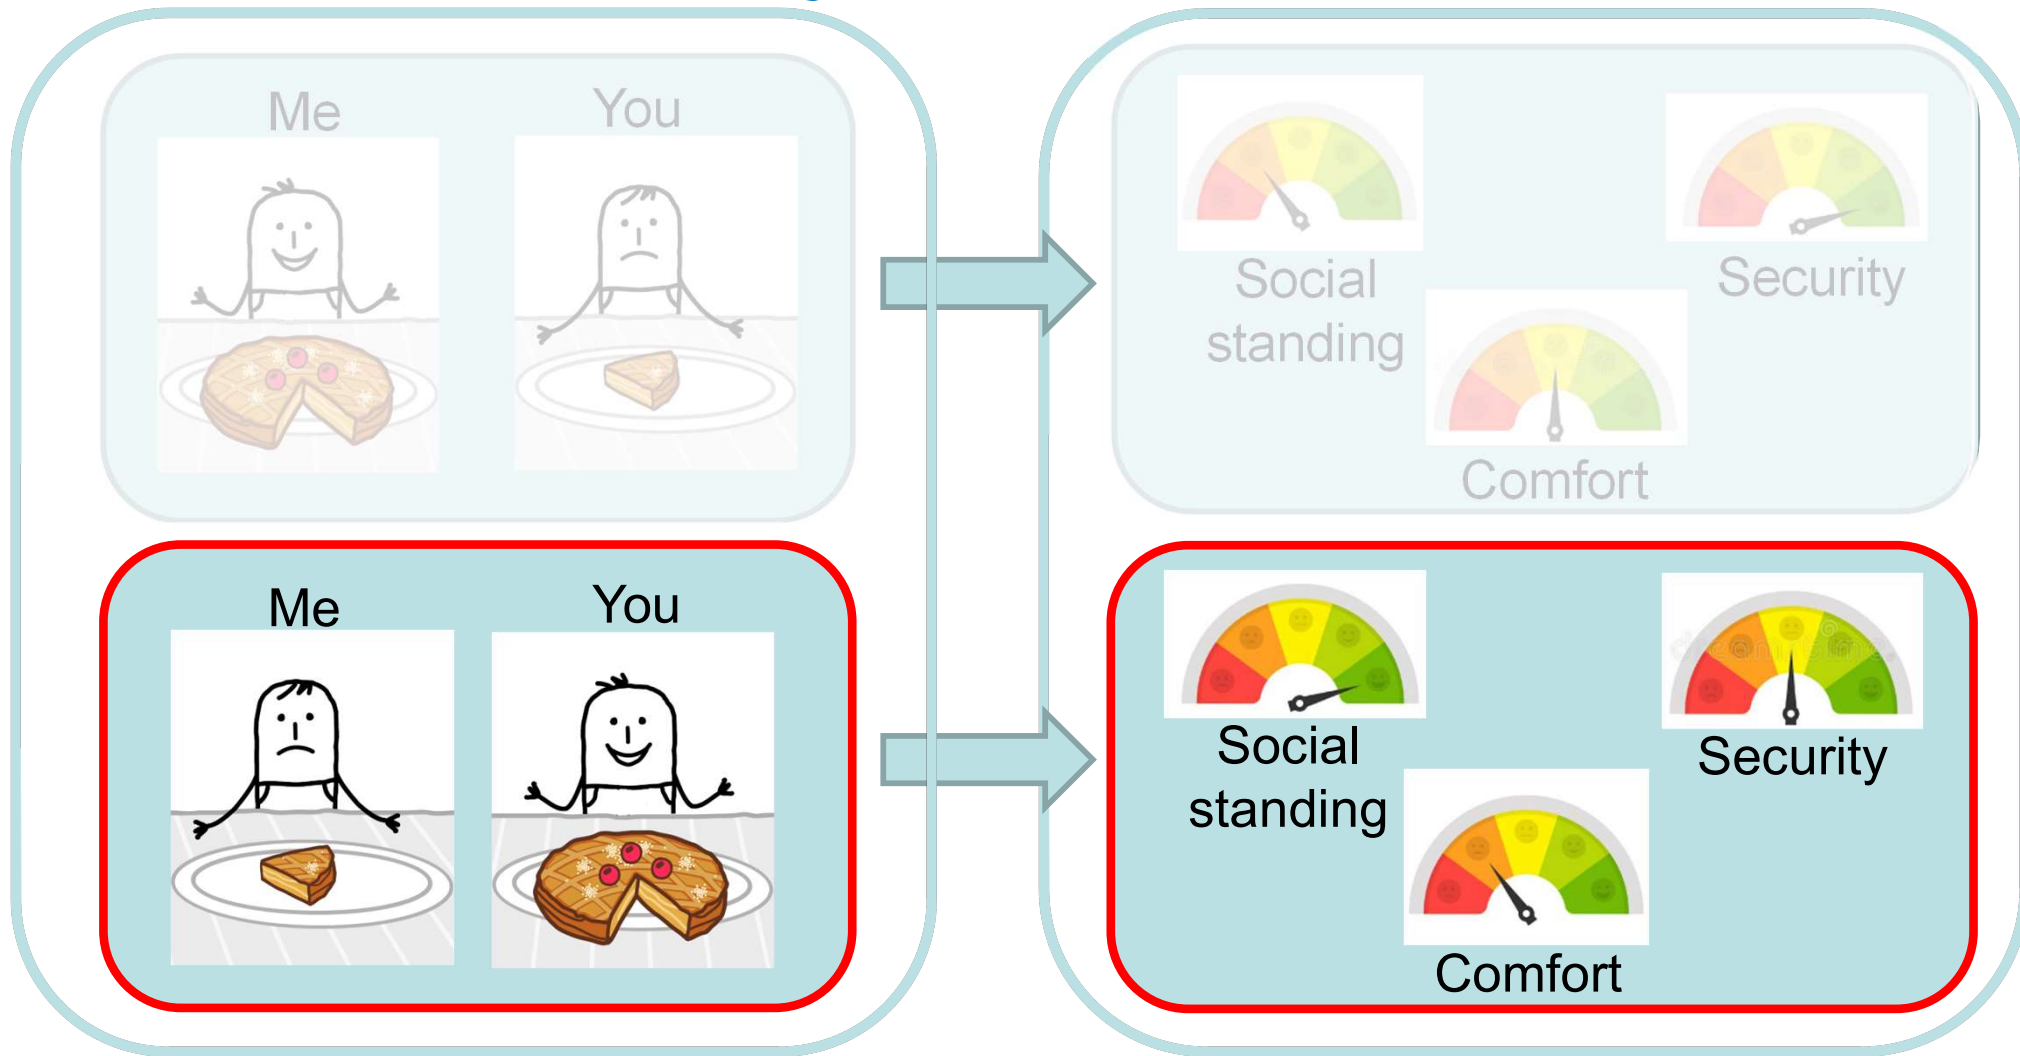 Me
You
Social
standing
Security
Comfort
Me
You
Social
standing
Security
Comfort